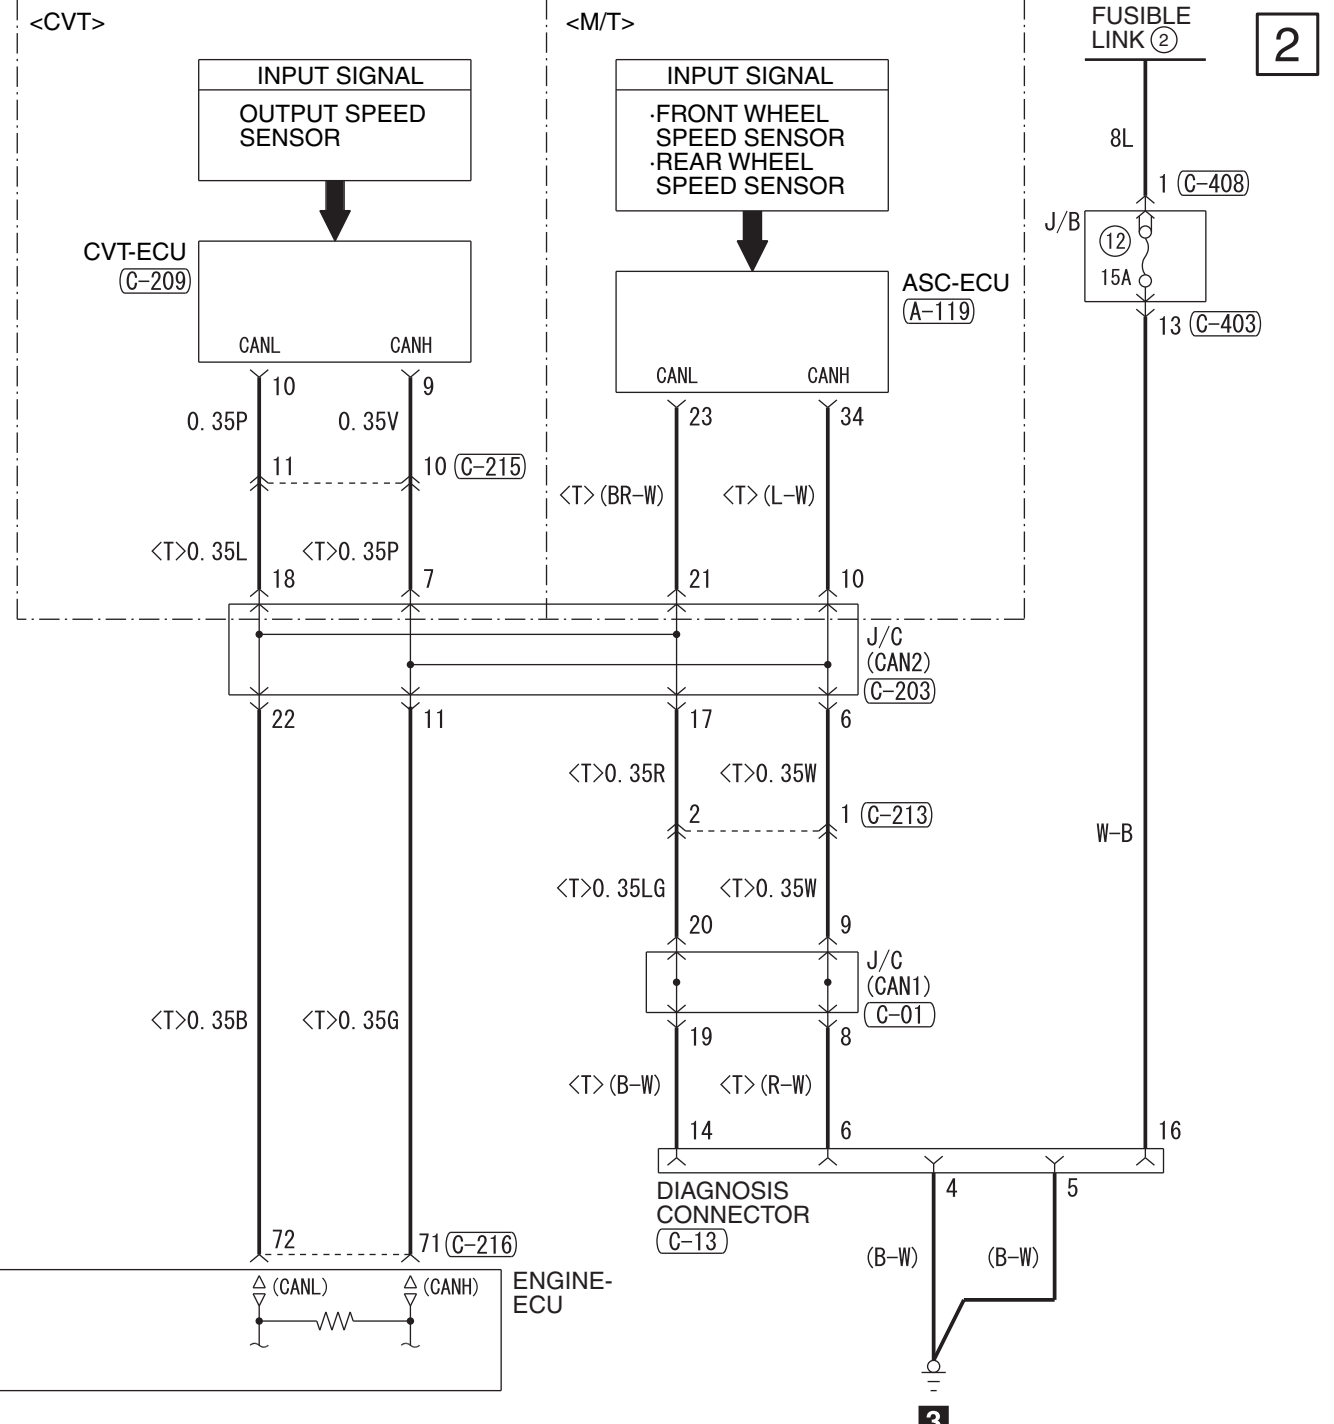 <CVT>
<M/T>
FUSIBLE
LINK ②
2
INPUT SIGNAL
OUTPUT SPEED
SENSOR
INPUT SIGNAL
·FRONT WHEEL
SPEED SENSOR
·REAR WHEEL
SPEED SENSOR
8L
1 (C-408)
J/B
⑫
15A
13 (C-403)
CVT-ECU
(C-209)
CANL CANH
ASC-ECU
(A-119)
CANL CANH
10 9
0.35P 0.35V
11 10 (C-215)
<T>0.35L <T>0.35P
18 7
23 34
<T>(BR-W) <T>(L-W)
21 10
J/C
(CAN2)
(C-203)
22 11 17 6
<T>0.35R <T>0.35W
2 1 (C-213)
W-B
<T>0.35LG <T>0.35W
20 9
J/C
(CAN1)
(C-01)
<T>0.35B <T>0.35G
19 8
<T>(B-W) <T>(R-W)
14 6 16
DIAGNOSIS
CONNECTOR
(C-13)
4 5
(B-W) (B-W)
72 71 (C-216)
(CANL) (CANH)
ENGINE-
ECU
3